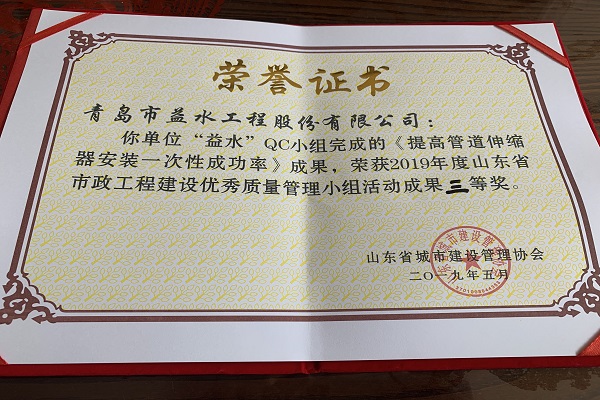 荣誉证书
青岛市益水工程股份有限公司：
你单位“益水”QC小组完成的《提高管道伸缩
器安装一次性成功率》成果，荣获2019年度山东省
市政工程建设优秀质量管理小组活动成果三等奖。
山东省城市建设管理协会
二〇一九年五月